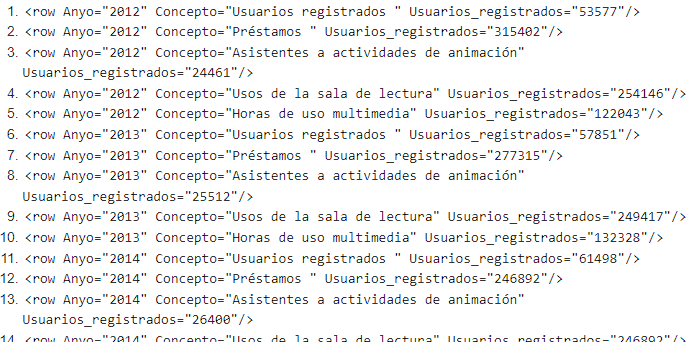 1. <row Anyo="2012" Concepto="Usuarios registrados " Usuarios_registrados="53577"/>
2. <row Anyo="2012" Concepto="Préstamos " Usuarios_registrados="315402"/>
3. <row Anyo="2012" Concepto="Asistentes a actividades de animación"
Usuarios_registrados="24461"/>
4. <row Anyo="2012" Concepto="Usos de la sala de lectura" Usuarios_registrados="254146"/>
5. <row Anyo="2012" Concepto="Horas de uso multimedia" Usuarios_registrados="122043"/>
6. <row Anyo="2013" Concepto="Usuarios registrados " Usuarios_registrados="57851"/>
7. <row Anyo="2013" Concepto="Préstamos " Usuarios_registrados="277315"/>
8. <row Anyo="2013" Concepto="Asistentes a actividades de animación"
Usuarios_registrados="25512"/>
9. <row Anyo="2013" Concepto="Usos de la sala de lectura" Usuarios_registrados="249417"/>
10. <row Anyo="2013" Concepto="Horas de uso multimedia" Usuarios_registrados="132328"/>
11. <row Anyo="2014" Concepto="Usuarios registrados " Usuarios_registrados="61498"/>
12. <row Anyo="2014" Concepto="Préstamos " Usuarios_registrados="246892"/>
13. <row Anyo="2014" Concepto="Asistentes a actividades de animación"
Usuarios_registrados="26400"/>
14. <row Anyo="2014" Concepto="Usos de la sala de lectura" Usuarios_registrados="246892"/>